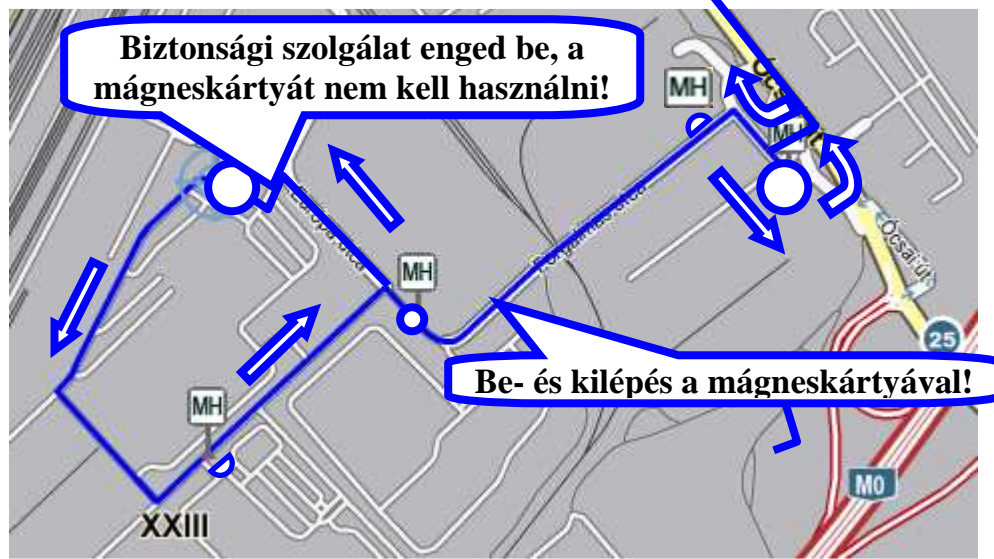 Biztonsági szolgálat enged be, a
mágneskártyát nem kell használni!
MH
MH
Európa utca
Forgalmas utca
MH
Ócsai út
25
Be- és kilépés a mágneskártyával!
MH
M0
XXIII